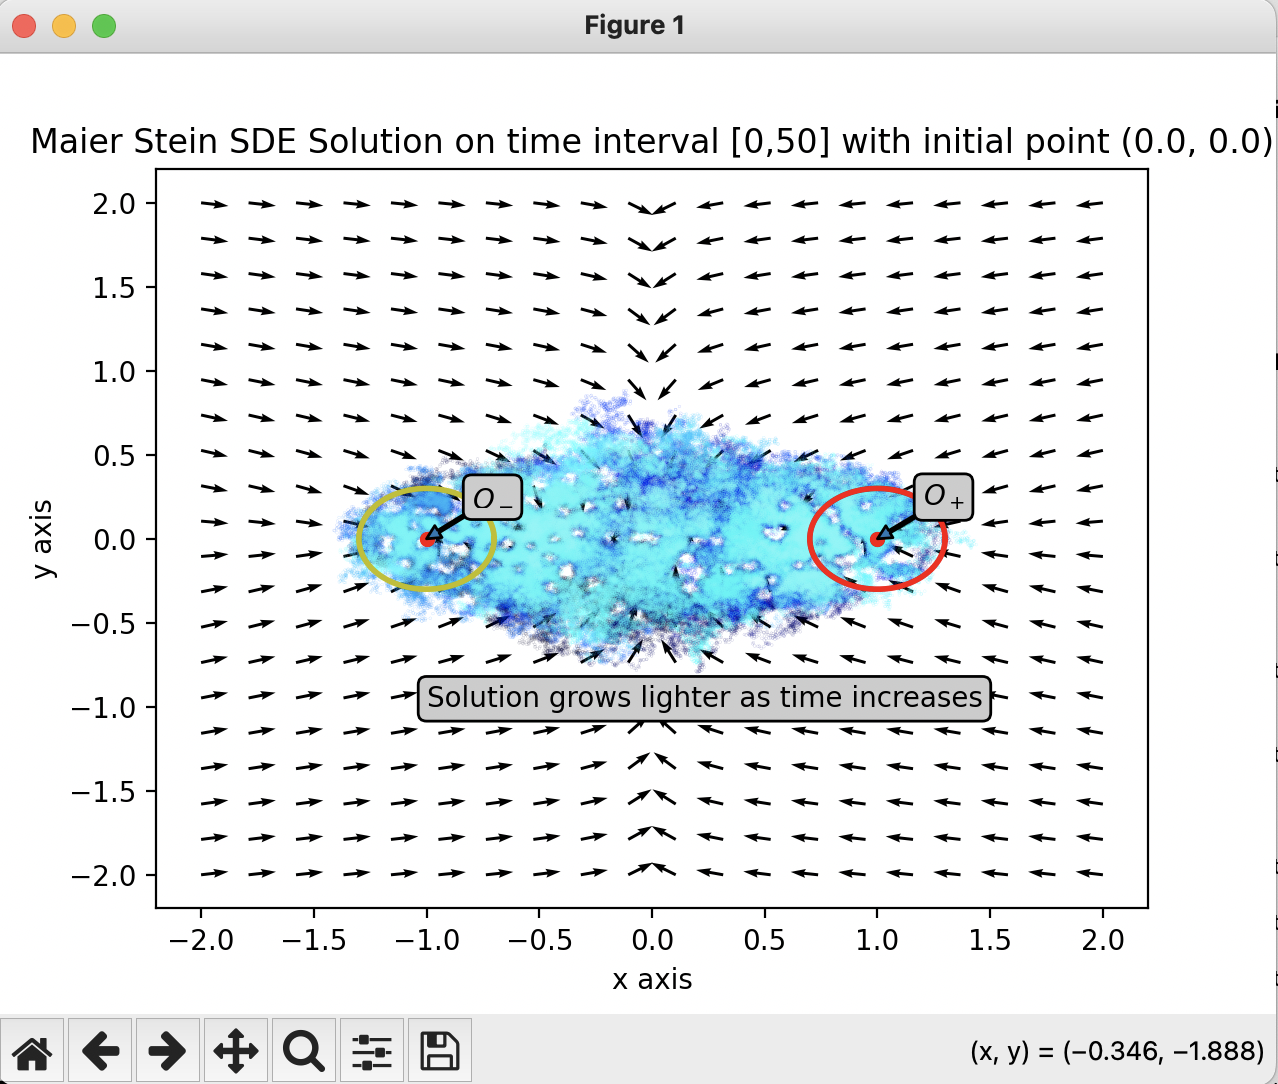 Figure 1
Maier Stein SDE Solution on time interval [0,50] with initial point (0.0, 0.0)
2.0
1.5
1.0
0.5
0.0
−0.5
−1.0
−1.5
−2.0
y axis
O₋
O₊
Solution grows lighter as time increases
−2.0 −1.5 −1.0 −0.5 0.0 0.5 1.0 1.5 2.0
x axis
(x, y) = (−0.346, −1.888)